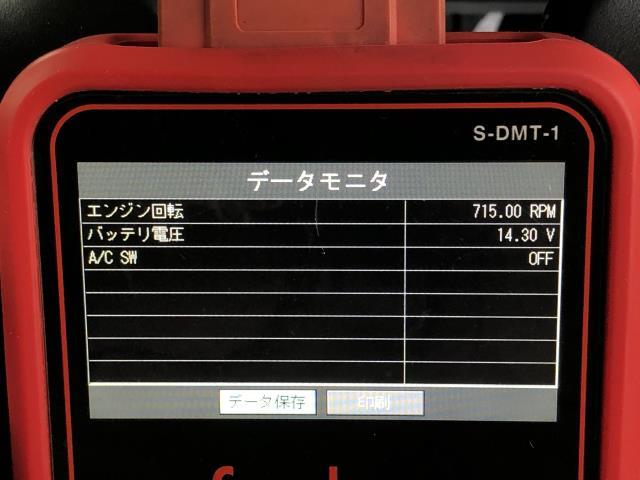 S-DMT-1
データモニタ
エンジン回転 715.00 RPM
バッテリ電圧 14.30 V
A/C SW OFF
データ保存 印刷